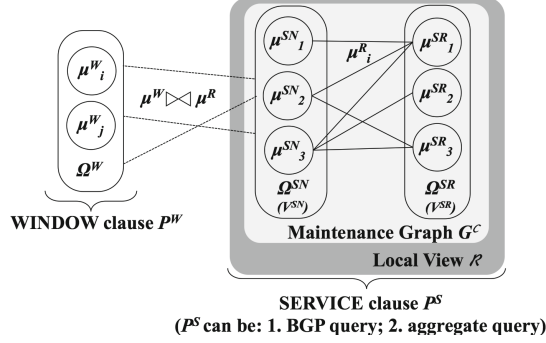 μ^W_i
μ^W_j
Ω^W
WINDOW clause P^W
μ^W ⋈ μ^R
μ^SN_1
μ^SN_2
μ^SN_3
Ω^SN
(V^SN)
μ^R_i
μ^SR_1
μ^SR_2
μ^SR_3
Ω^SR
(V^SR)
Maintenance Graph G^C
Local View R
SERVICE clause P^S
(P^S can be: 1. BGP query; 2. aggregate query)